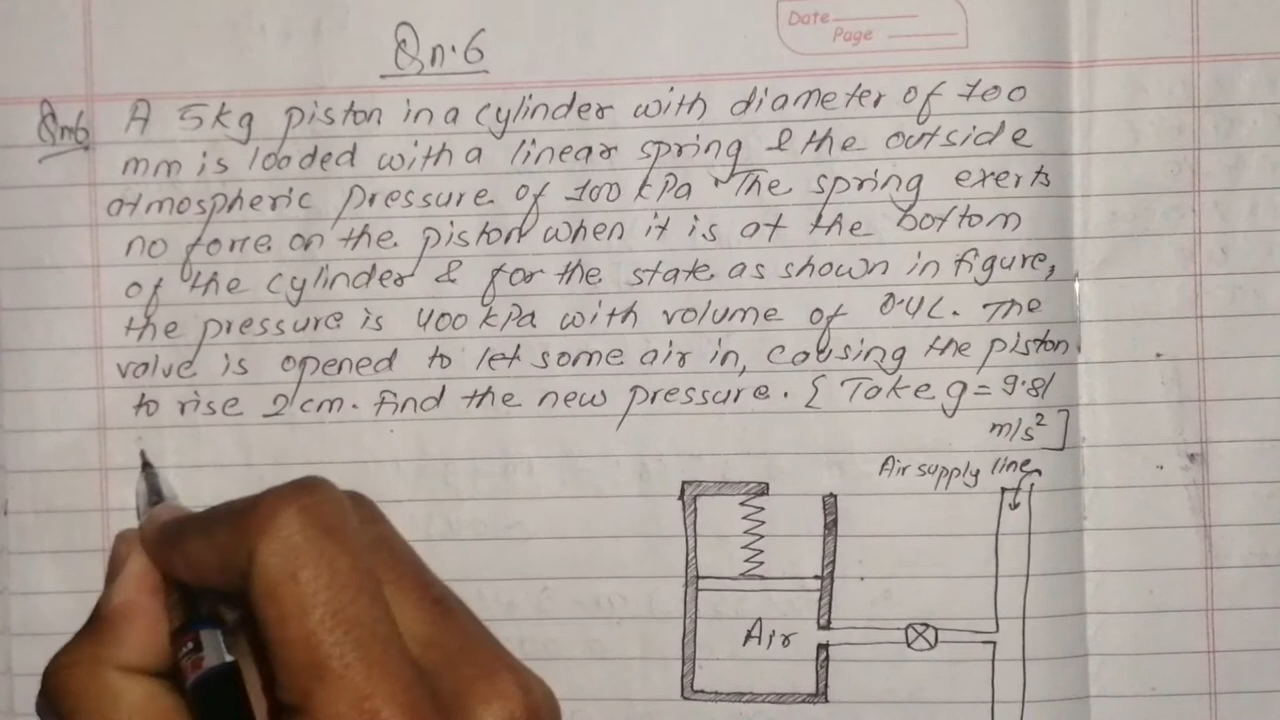 Date
Page
Qn.6
Qn6 A 5kg piston in a cylinder with diameter of 100
mm is loaded with a linear spring & the outside
atmospheric pressure of 100 kPa. The spring exerts
no force on the piston when it is at the bottom
of the cylinder & for the state as shown in figure,
the pressure is 400 kPa with volume of 0.4L. The
valve is opened to let some air in, causing the piston
to rise 2 cm. Find the new pressure. [ Take g = 9.81
m/s² ]
Air supply line
Air